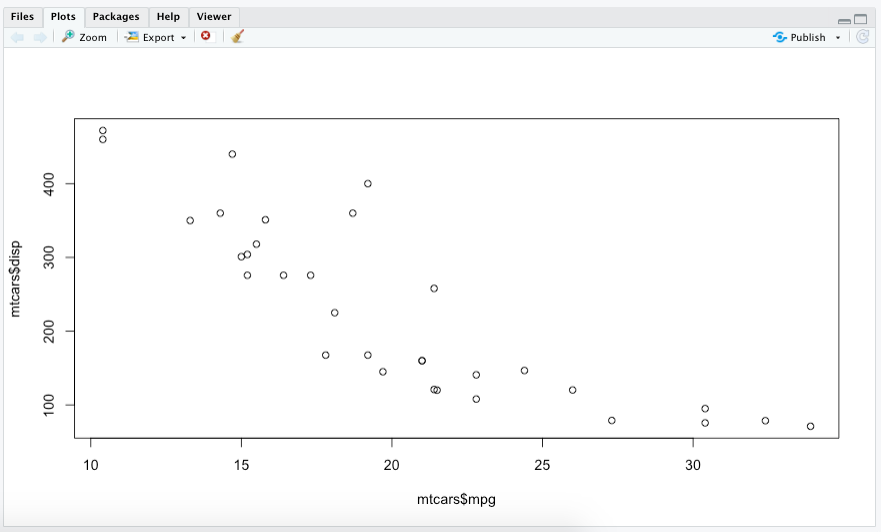 Files Plots Packages Help Viewer
Zoom Export Publish
400
300
200
100
mtcars$disp
10 15 20 25 30
mtcars$mpg